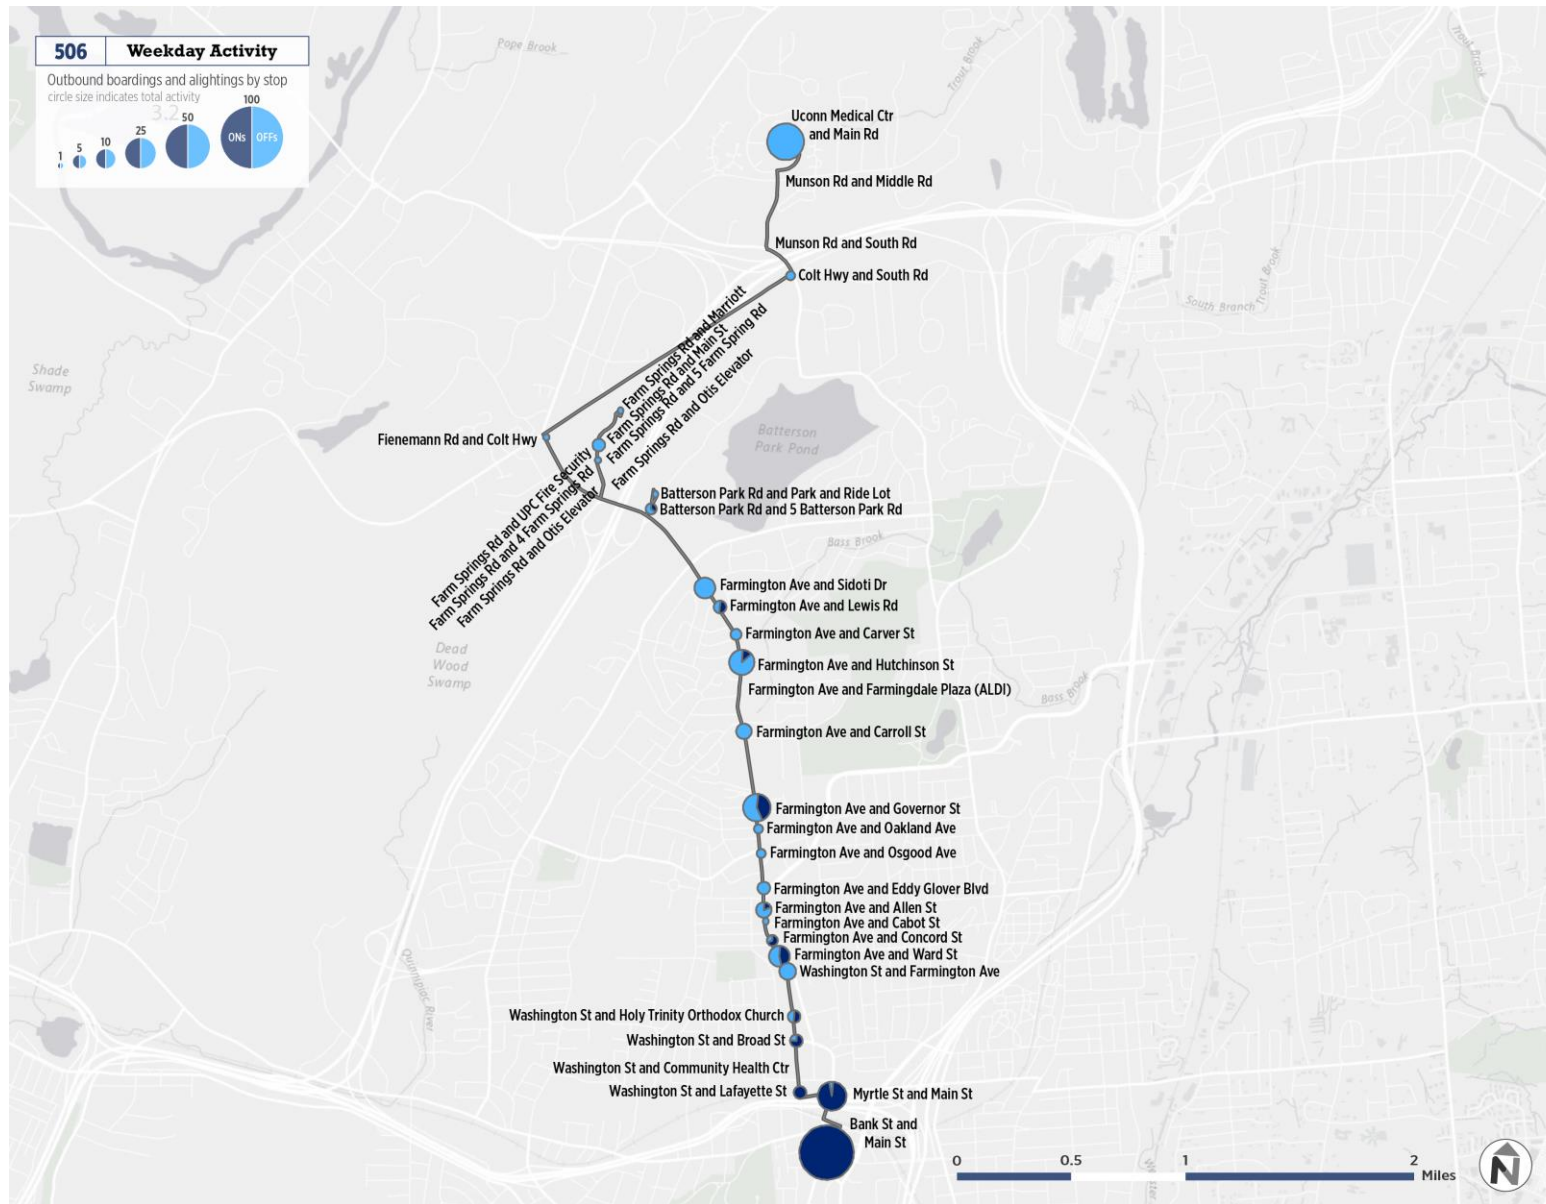 506 Weekday Activity
Outbound boardings and alightings by stop
circle size indicates total activity
3.2
1 5 10 25 50 100
ONs OFFs
Pope Brook
Trout Brook
Trout Brook
Uconn Medical Ctr
and Main Rd
Munson Rd and Middle Rd
Munson Rd and South Rd
Colt Hwy and South Rd
South Branch Trout Brook
Shade
Swamp
Farm Springs Rd and Marriott
Farm Springs Rd and Main St
Farm Springs Rd and 5 Farm Spring Rd
Farm Springs Rd and Otis Elevator
Fienemann Rd and Colt Hwy
Batterson
Park Pond
Farm Springs Rd and UPC Fire Security
Farm Springs Rd and 4 Farm Springs Rd
Farm Springs Rd and Otis Elevator
Batterson Park Rd and Park and Ride Lot
Batterson Park Rd and 5 Batterson Park Rd
Bass Brook
Farmington Ave and Sidoti Dr
Farmington Ave and Lewis Rd
Farmington Ave and Carver St
Dead
Wood
Swamp
Farmington Ave and Hutchinson St
Farmington Ave and Farmingdale Plaza (ALDI)
Bass Brook
Farmington Ave and Carroll St
Farmington Ave and Governor St
Farmington Ave and Oakland Ave
Farmington Ave and Osgood Ave
Farmington Ave and Eddy Glover Blvd
Farmington Ave and Allen St
Farmington Ave and Cabot St
Farmington Ave and Concord St
Farmington Ave and Ward St
Washington St and Farmington Ave
Quinnipiac River
Washington St and Holy Trinity Orthodox Church
Washington St and Broad St
Washington St and Community Health Ctr
Washington St and Lafayette St
Myrtle St and Main St
Bank St and
Main St
0 0.5 1 2
Miles
N